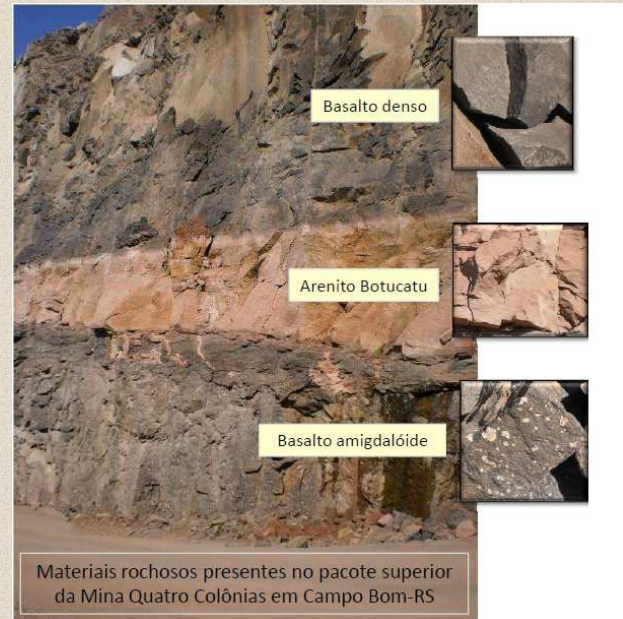 Basalto denso
Arenito Botucatu
Basalto amigdalóide
Materiais rochosos presentes no pacote superior
da Mina Quatro Colônias em Campo Bom-RS